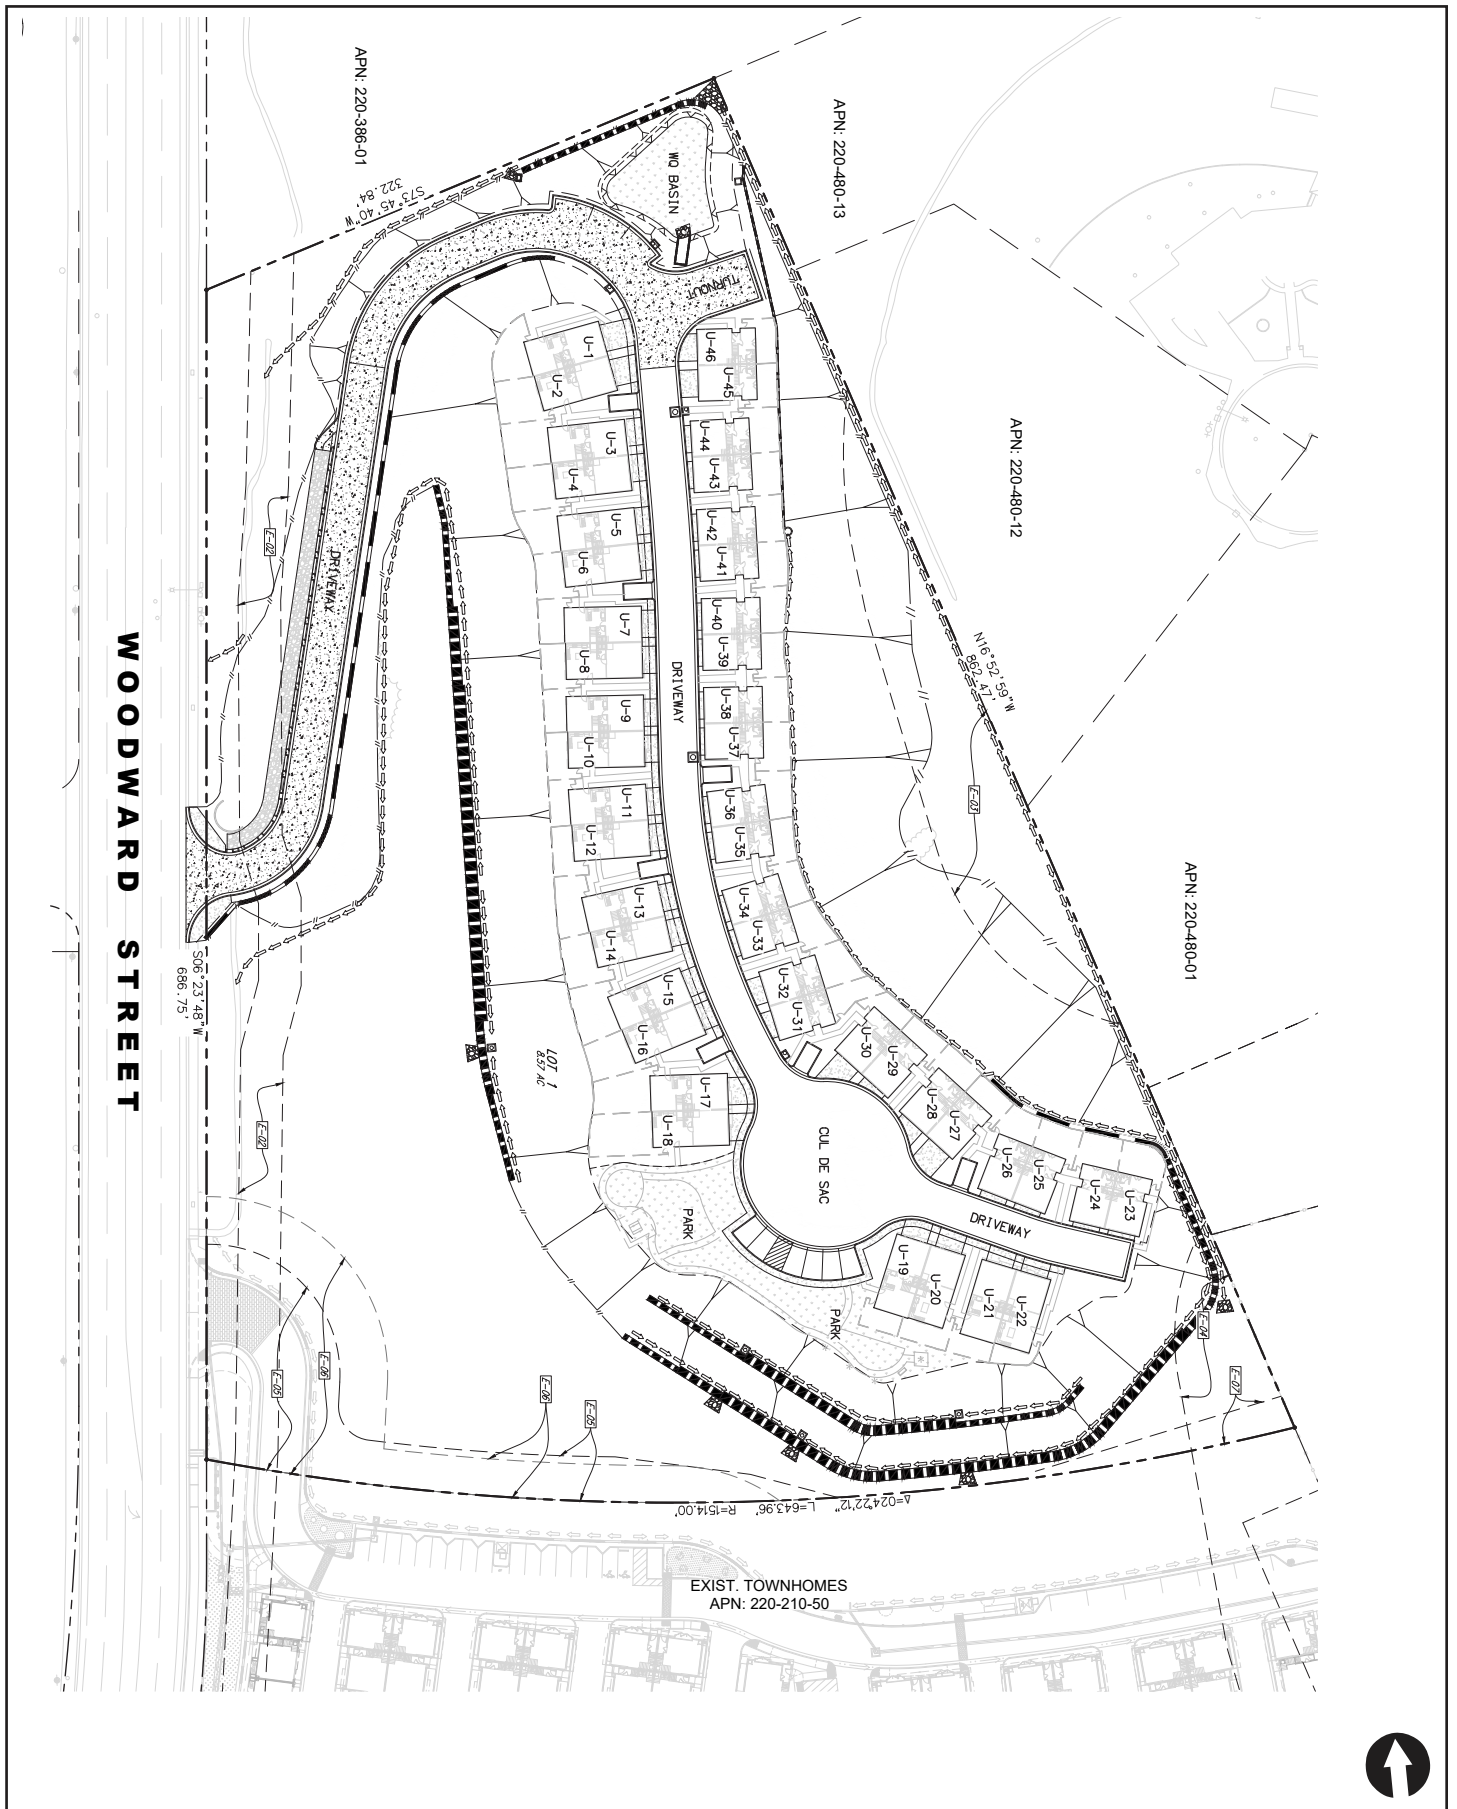 APN: 220-386-01
APN: 220-480-13
APN: 220-480-12
APN: 220-480-01
S73°45'40"W
322.84'
N16°52'59"W
862.47'
S06°23'48"W
686.75'
WOODWARD STREET
WQ BASIN
TURNOUT
DRIVEWAY
DRIVEWAY
DRIVEWAY
CUL DE SAC
PARK
PARK
LOT 1
8.57 AC
U-1
U-2
U-3
U-4
U-5
U-6
U-7
U-8
U-9
U-10
U-11
U-12
U-13
U-14
U-15
U-16
U-17
U-18
U-19
U-20
U-21
U-22
U-23
U-24
U-25
U-26
U-27
U-28
U-29
U-30
U-31
U-32
U-33
U-34
U-35
U-36
U-37
U-38
U-39
U-40
U-41
U-42
U-43
U-44
U-45
U-46
E-02
E-02
E-03
E-04
E-07
E-05
E-06
E-06
E-05
Δ=024°22'12" L=643.96' R=1514.00'
EXIST. TOWNHOMES
APN: 220-210-50